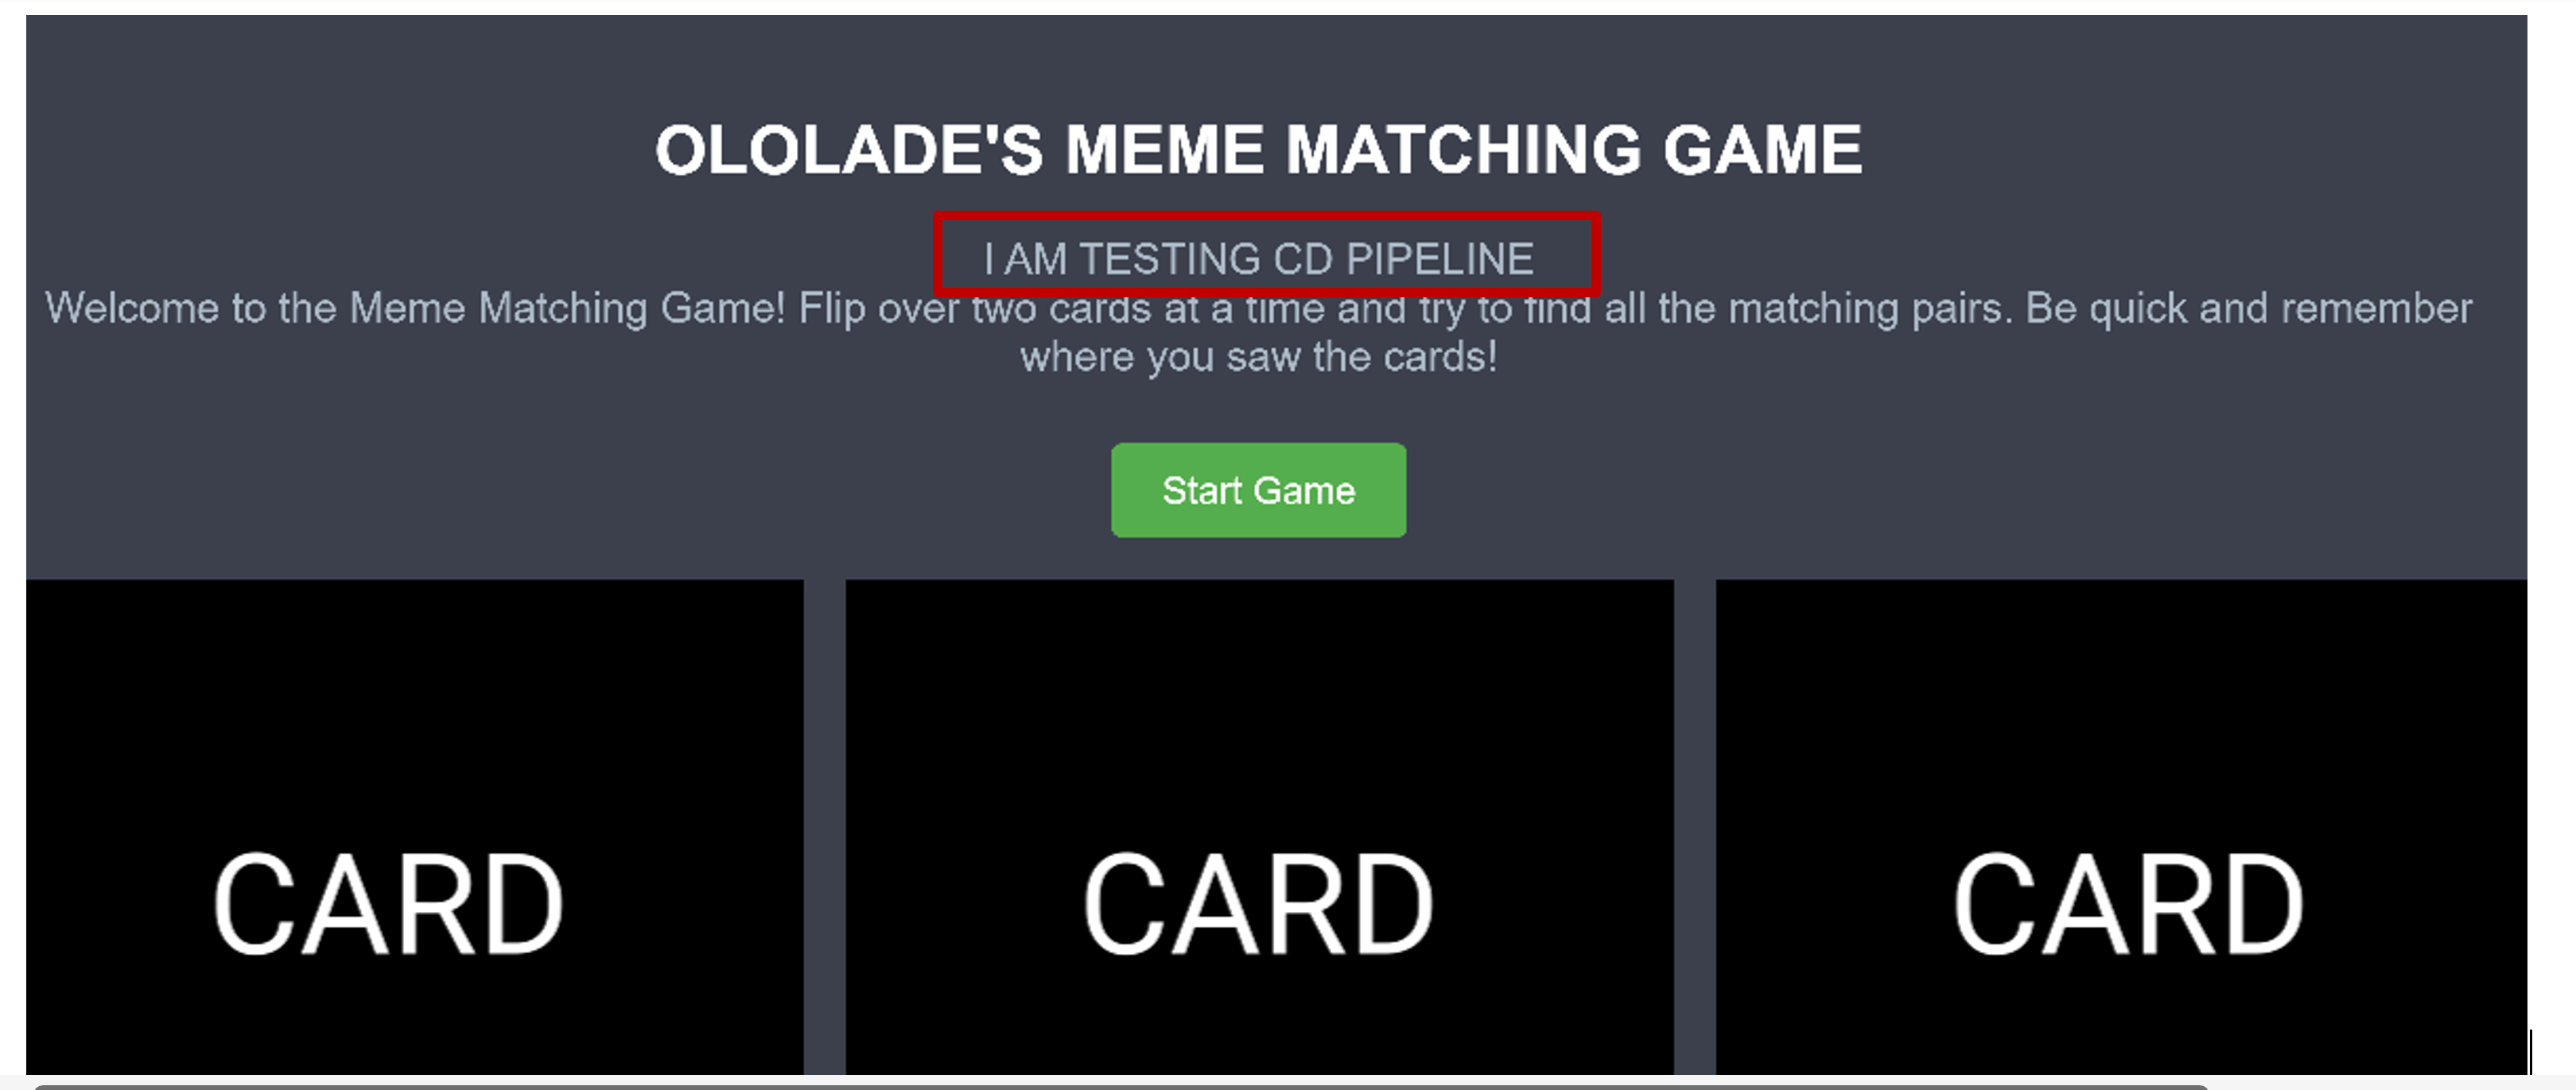 OLOLADE'S MEME MATCHING GAME
I AM TESTING CD PIPELINE
Welcome to the Meme Matching Game! Flip over two cards at a time and try to find all the matching pairs. Be quick and remember
where you saw the cards!
Start Game
CARD
CARD
CARD